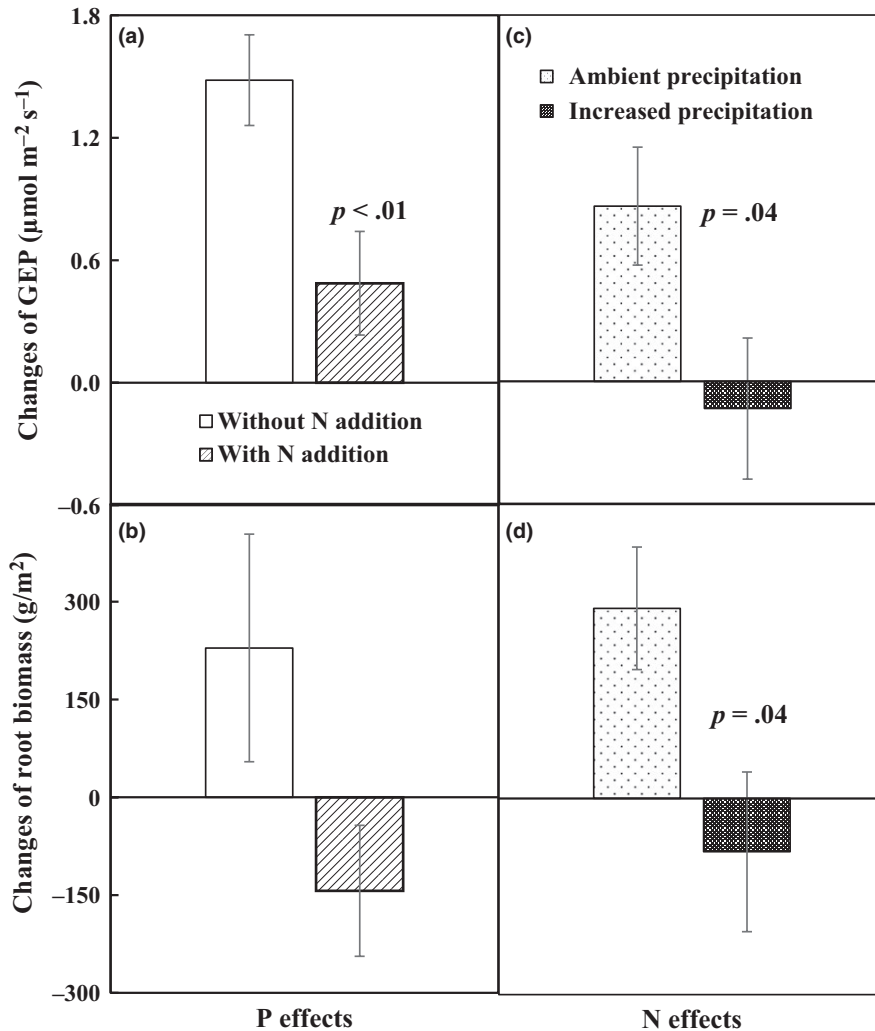 Changes of GEP (µmol m⁻² s⁻¹)
1.8
1.2
0.6
0.0
–0.6
(a)
p < .01
Without N addition
With N addition
(c)
Ambient precipitation
Increased precipitation
p = .04
Changes of root biomass (g/m²)
300
150
0
–150
–300
(b)
(d)
p = .04
P effects
N effects